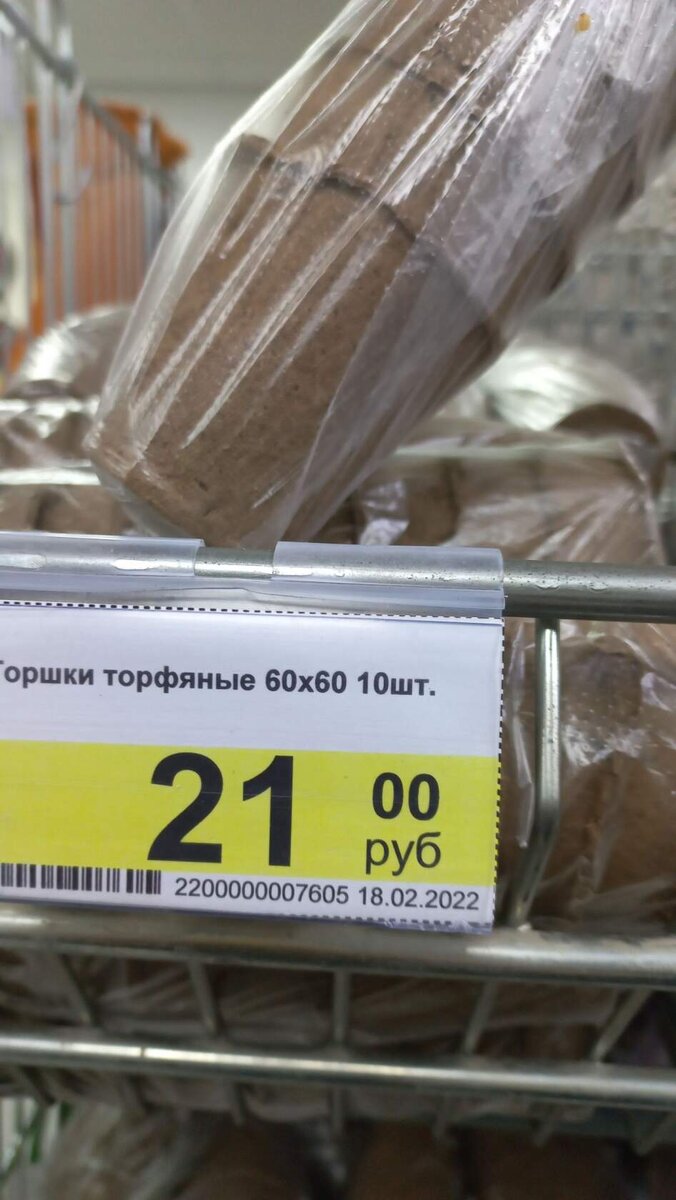 Горшки торфяные 60х60 10шт.
21 00
руб
2200000007605 18.02.2022